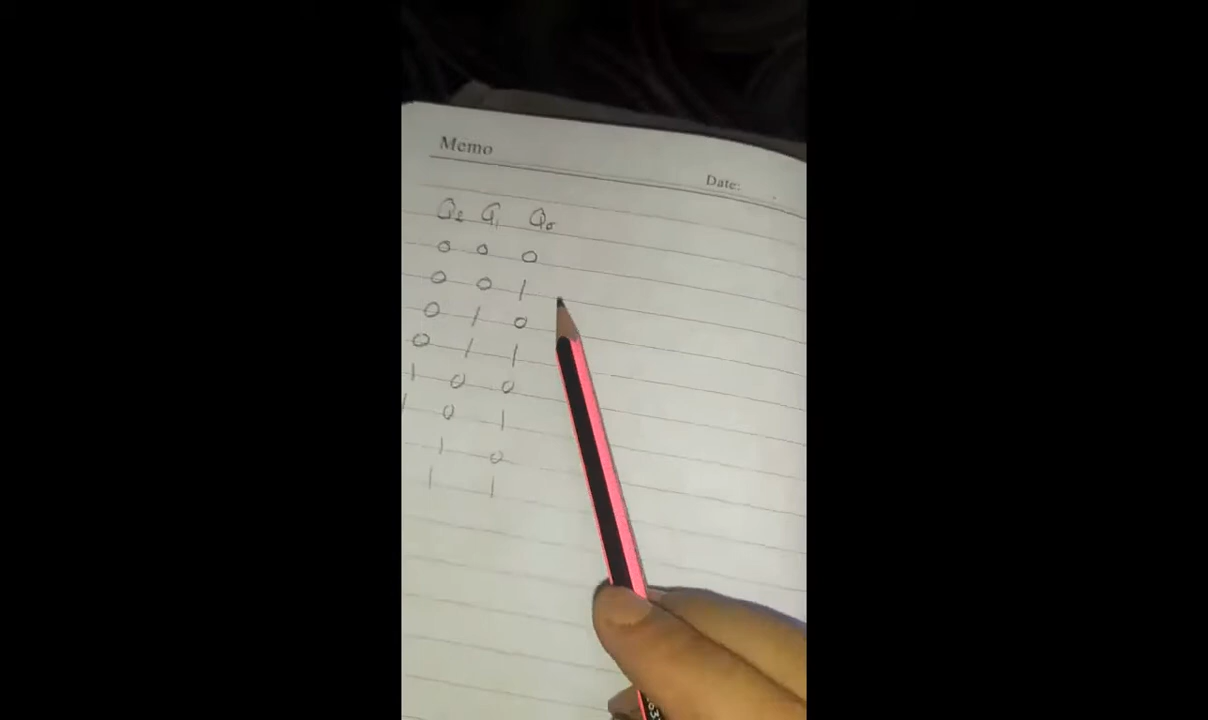 Memo
Date:
Q2 Q1 Q0
0 0 0
0 0 1
0 1 0
0 1 1
1 0 0
1 0 1
1 0
1 1